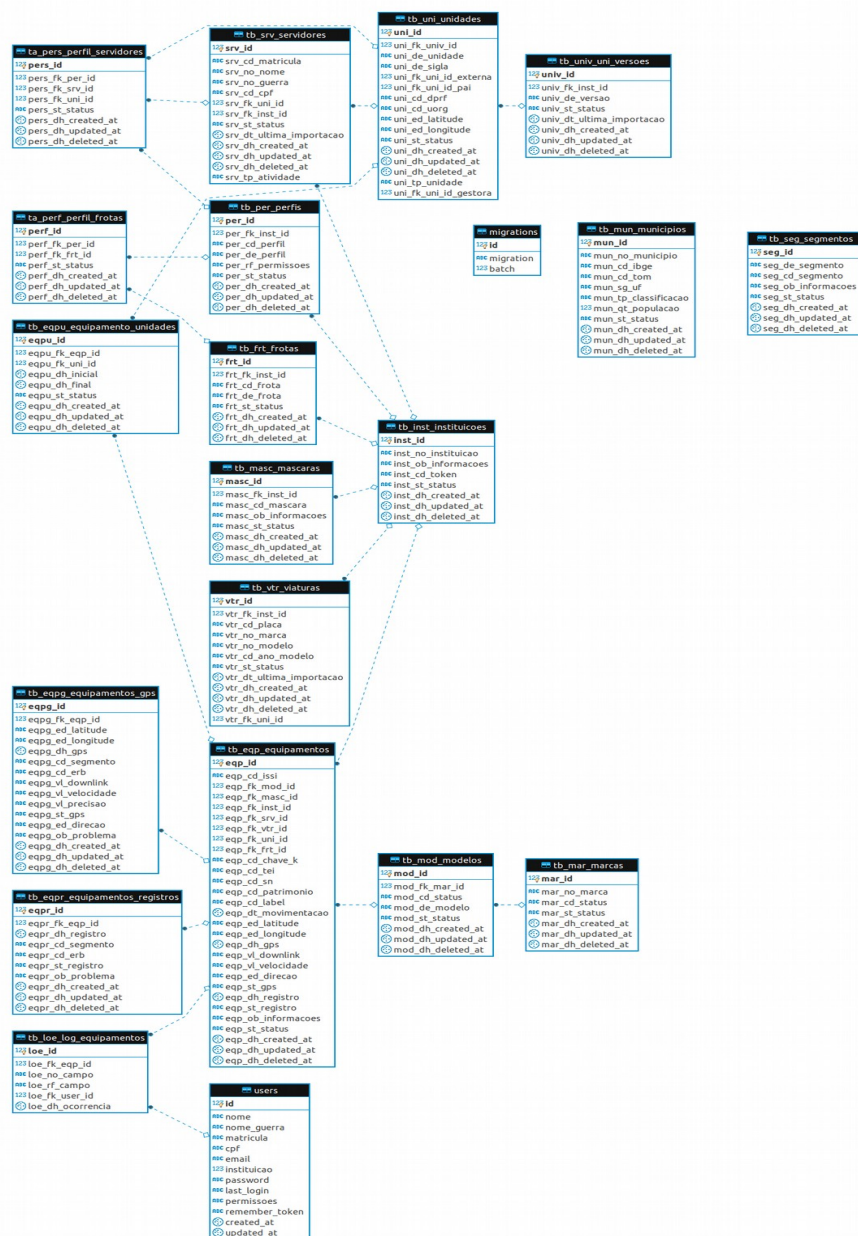 ta_pers_perfil_servidores
pers_id
pers_fk_per_id
pers_fk_srv_id
pers_fk_uni_id
pers_st_status
pers_dh_created_at
pers_dh_updated_at
pers_dh_deleted_at
tb_srv_servidores
srv_id
srv_cd_matricula
srv_no_nome
srv_no_guerra
srv_cd_cpf
srv_fk_uni_id
srv_fk_inst_id
srv_st_status
srv_dt_ultima_importacao
srv_dh_created_at
srv_dh_updated_at
srv_dh_deleted_at
srv_tp_atividade
tb_uni_unidades
uni_id
uni_fk_univ_id
uni_de_unidade
uni_de_sigla
uni_fk_uni_id_externa
uni_fk_uni_id_pai
uni_cd_dprf
uni_cd_uorg
uni_ed_latitude
uni_ed_longitude
uni_st_status
uni_dh_created_at
uni_dh_updated_at
uni_dh_deleted_at
uni_tp_unidade
uni_fk_uni_id_gestora
tb_univ_uni_versoes
univ_id
univ_fk_inst_id
univ_de_versao
univ_st_status
univ_dt_ultima_importacao
univ_dh_created_at
univ_dh_updated_at
univ_dh_deleted_at
ta_perf_perfil_frotas
perf_id
perf_fk_per_id
perf_fk_frt_id
perf_st_status
perf_dh_created_at
perf_dh_updated_at
perf_dh_deleted_at
tb_per_perfis
per_id
per_fk_inst_id
per_cd_perfil
per_de_perfil
per_rf_permissoes
per_st_status
per_dh_created_at
per_dh_updated_at
per_dh_deleted_at
migrations
id
migration
batch
tb_mun_municipios
mun_id
mun_no_municipio
mun_cd_ibge
mun_cd_tom
mun_sg_uf
mun_tp_classificacao
mun_qt_populacao
mun_st_status
mun_dh_created_at
mun_dh_updated_at
mun_dh_deleted_at
tb_seg_segmentos
seg_id
seg_de_segmento
seg_cd_segmento
seg_ob_informacoes
seg_st_status
seg_dh_created_at
seg_dh_updated_at
seg_dh_deleted_at
tb_eqpu_equipamento_unidades
eqpu_id
eqpu_fk_eqp_id
eqpu_fk_uni_id
eqpu_dh_inicial
eqpu_dh_final
eqpu_st_status
eqpu_dh_created_at
eqpu_dh_updated_at
eqpu_dh_deleted_at
tb_frt_frotas
frt_id
frt_fk_inst_id
frt_cd_frota
frt_de_frota
frt_st_status
frt_dh_created_at
frt_dh_updated_at
frt_dh_deleted_at
tb_inst_instituicoes
inst_id
inst_no_instituicao
inst_ob_informacoes
inst_cd_token
inst_st_status
inst_dh_created_at
inst_dh_updated_at
inst_dh_deleted_at
tb_masc_mascaras
masc_id
masc_fk_inst_id
masc_cd_mascara
masc_ob_informacoes
masc_st_status
masc_dh_created_at
masc_dh_updated_at
masc_dh_deleted_at
tb_vtr_viaturas
vtr_id
vtr_fk_inst_id
vtr_cd_placa
vtr_no_marca
vtr_no_modelo
vtr_cd_ano_modelo
vtr_st_status
vtr_dt_ultima_importacao
vtr_dh_created_at
vtr_dh_updated_at
vtr_dh_deleted_at
vtr_fk_uni_id
tb_eqpg_equipamentos_gps
eqpg_id
eqpg_fk_eqp_id
eqpg_ed_latitude
eqpg_ed_longitude
eqpg_dh_gps
eqpg_cd_segmento
eqpg_cd_erb
eqpg_vl_downlink
eqpg_vl_velocidade
eqpg_vl_precisao
eqpg_st_gps
eqpg_ed_direcao
eqpg_ob_problema
eqpg_dh_created_at
eqpg_dh_updated_at
eqpg_dh_deleted_at
tb_eqp_equipamentos
eqp_id
eqp_cd_issi
eqp_fk_mod_id
eqp_fk_masc_id
eqp_fk_inst_id
eqp_fk_srv_id
eqp_fk_vtr_id
eqp_fk_uni_id
eqp_fk_frt_id
eqp_cd_chave_k
eqp_cd_tei
eqp_cd_sn
eqp_cd_patrimonio
eqp_cd_label
eqp_dt_movimentacao
eqp_ed_latitude
eqp_ed_longitude
eqp_dh_gps
eqp_vl_downlink
eqp_vl_velocidade
eqp_ed_direcao
eqp_st_gps
eqp_dh_registro
eqp_st_registro
eqp_ob_informacoes
eqp_st_status
eqp_dh_created_at
eqp_dh_updated_at
eqp_dh_deleted_at
tb_mod_modelos
mod_id
mod_fk_mar_id
mod_cd_status
mod_de_modelo
mod_st_status
mod_dh_created_at
mod_dh_updated_at
mod_dh_deleted_at
tb_mar_marcas
mar_id
mar_no_marca
mar_cd_status
mar_st_status
mar_dh_created_at
mar_dh_updated_at
mar_dh_deleted_at
tb_eqpr_equipamentos_registros
eqpr_id
eqpr_fk_eqp_id
eqpr_dh_registro
eqpr_cd_segmento
eqpr_cd_erb
eqpr_st_registro
eqpr_ob_problema
eqpr_dh_created_at
eqpr_dh_updated_at
eqpr_dh_deleted_at
tb_loe_log_equipamentos
loe_id
loe_fk_eqp_id
loe_no_campo
loe_rf_campo
loe_fk_user_id
loe_dh_ocorrencia
users
id
nome
nome_guerra
matricula
cpf
email
instituicao
password
last_login
permissoes
remember_token
created_at
updated_at